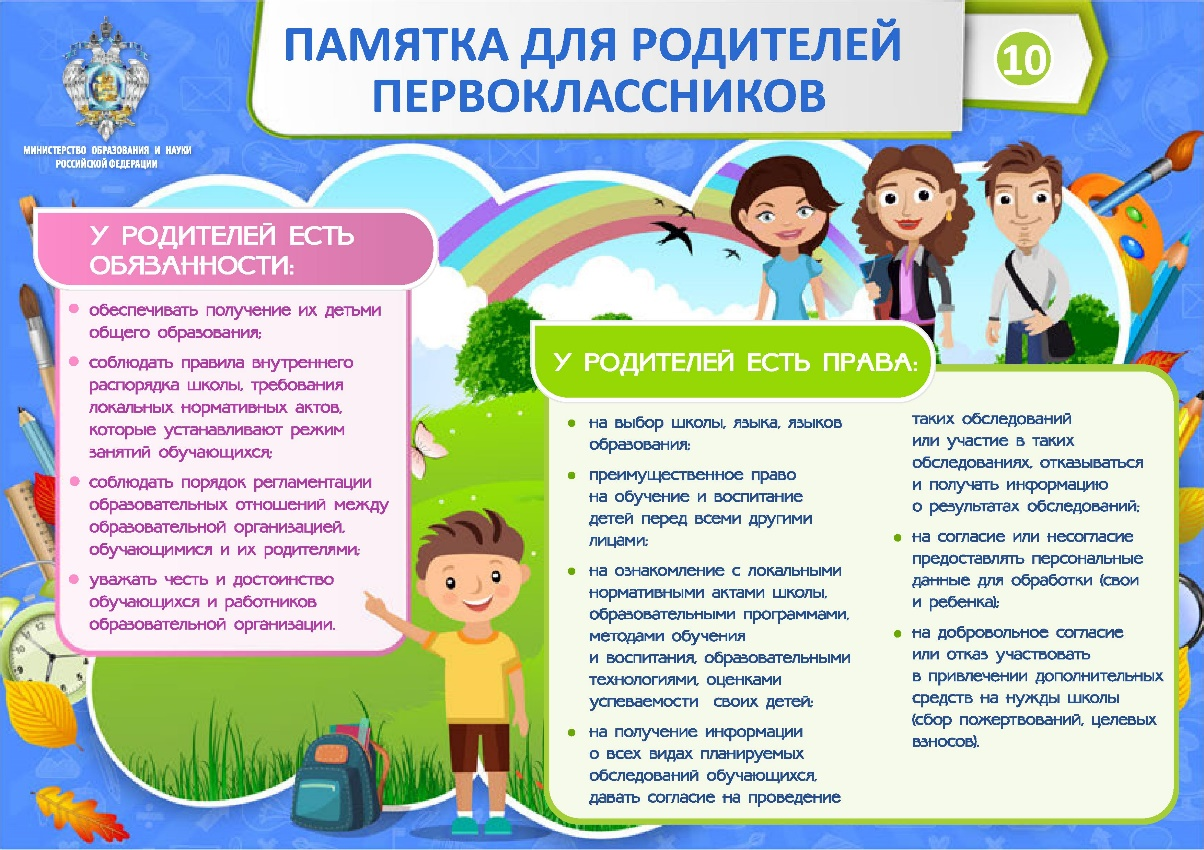 ПАМЯТКА ДЛЯ РОДИТЕЛЕЙ
ПЕРВОКЛАССНИКОВ
10
МИНИСТЕРСТВО ОБРАЗОВАНИЯ И НАУКИ
РОССИЙСКОЙ ФЕДЕРАЦИИ
У РОДИТЕЛЕЙ ЕСТЬ
ОБЯЗАННОСТИ:
• обеспечивать получение их детьми
общего образования;
• соблюдать правила внутреннего
распорядка школы, требования
локальных нормативных актов,
которые устанавливают режим
занятий обучающихся;
• соблюдать порядок регламентации
образовательных отношений между
образовательной организацией,
обучающимися и их родителями;
• уважать честь и достоинство
обучающихся и работников
образовательной организации.
У РОДИТЕЛЕЙ ЕСТЬ ПРАВА:
• на выбор школы, языка, языков
образования;
• преимущественное право
на обучение и воспитание
детей перед всеми другими
лицами;
• на ознакомление с локальными
нормативными актами школы,
образовательными программами,
методами обучения
и воспитания, образовательными
технологиями, оценками
успеваемости своих детей;
• на получение информации
о всех видах планируемых
обследований обучающихся,
давать согласие на проведение
таких обследований
или участие в таких
обследованиях, отказываться
и получать информацию
о результатах обследований;
• на согласие или несогласие
предоставлять персональные
данные для обработки (свои
и ребенка);
• на добровольное согласие
или отказ участвовать
в привлечении дополнительных
средств на нужды школы
(сбор пожертвований, целевых
взносов).